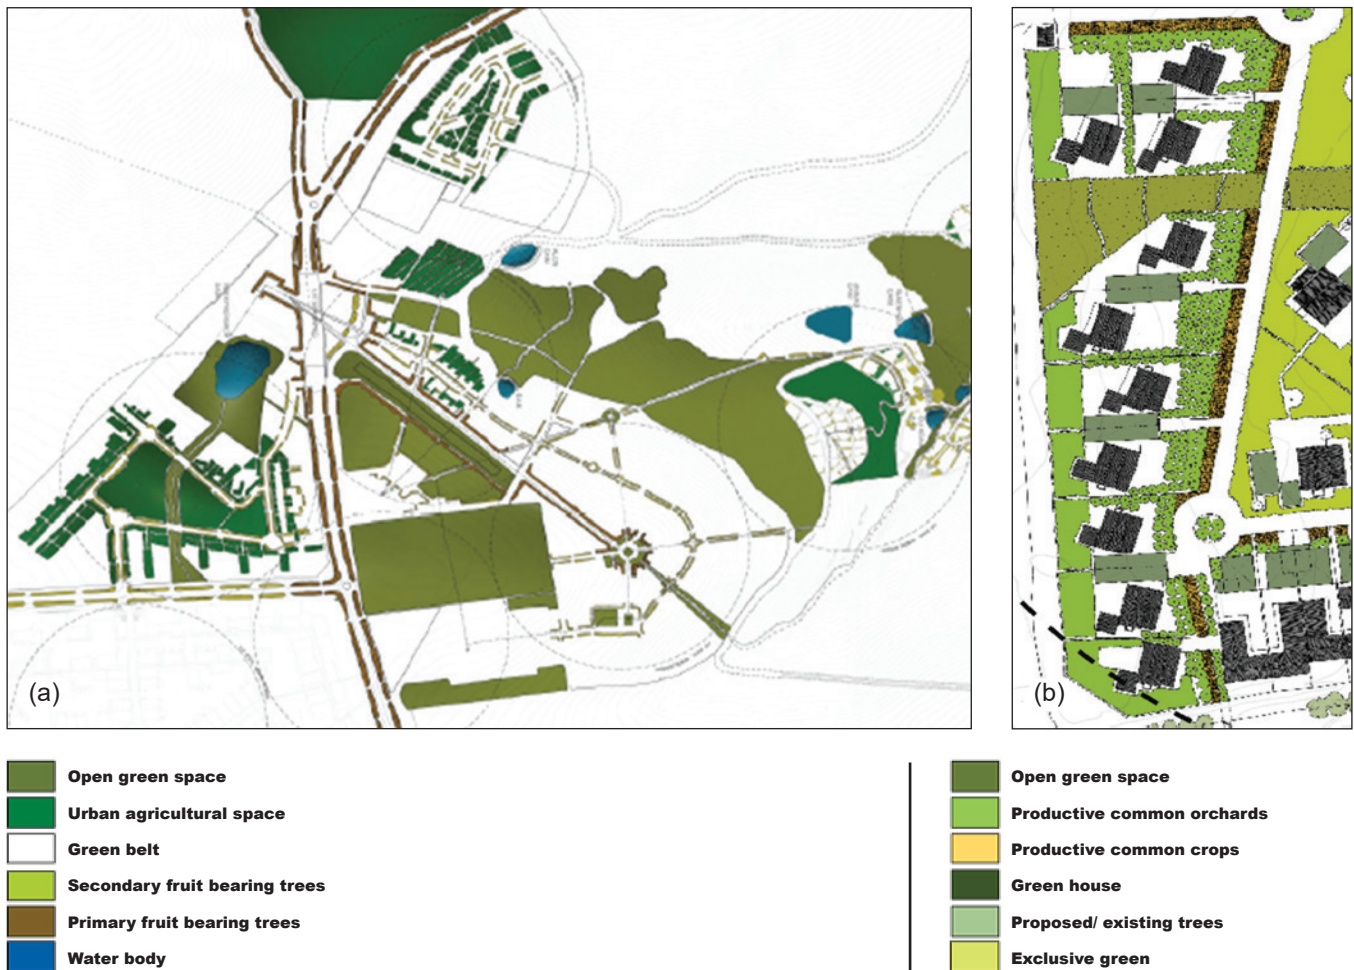 (a)
(b)
Open green space
Urban agricultural space
Green belt
Secondary fruit bearing trees
Primary fruit bearing trees
Water body
Open green space
Productive common orchards
Productive common crops
Green house
Proposed/ existing trees
Exclusive green